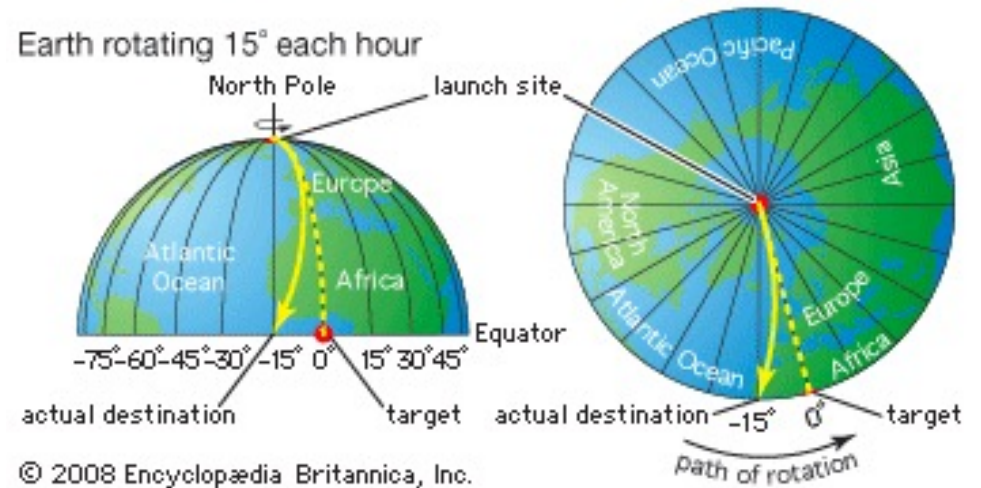 Earth rotating 15° each hour
North Pole
launch site
Europe
Atlantic
Ocean
Africa
Equator
-75° -60° -45° -30° -15° 0° 15° 30° 45°
actual destination
target
© 2008 Encyclopædia Britannica, Inc.
Pacific Ocean
Asia
North
America
Atlantic Ocean
Europe
Africa
actual destination
-15°
0°
target
path of rotation